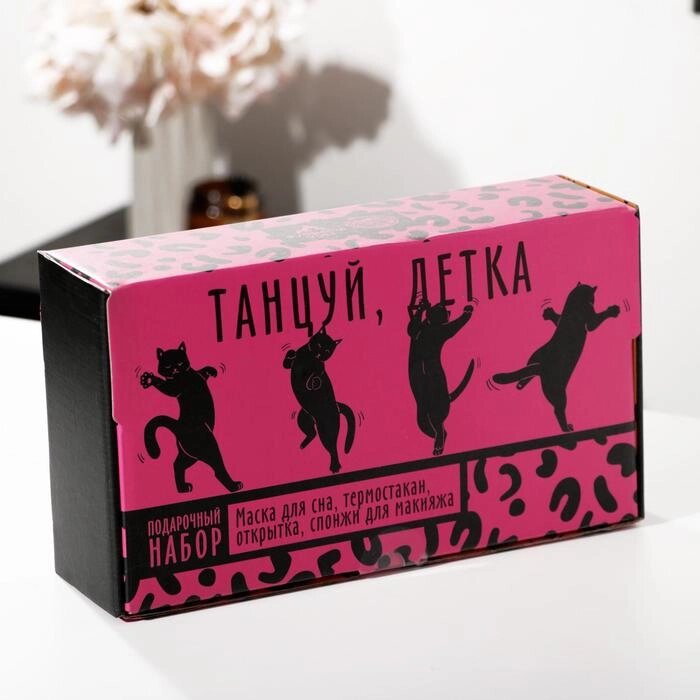 ТАНЦУЙ, ДЕТКА
ПОДАРОЧНЫЙ
НАБОР
Маска для сна, термостакан,
открытка, спонжи для макияжа